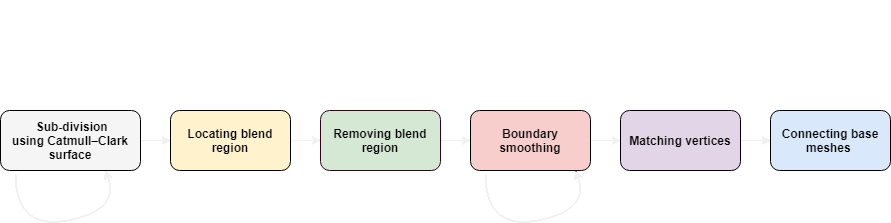 Sub-division
using Catmull–Clark
surface
Locating blend
region
Removing blend
region
Boundary
smoothing
Matching vertices
Connecting base
meshes